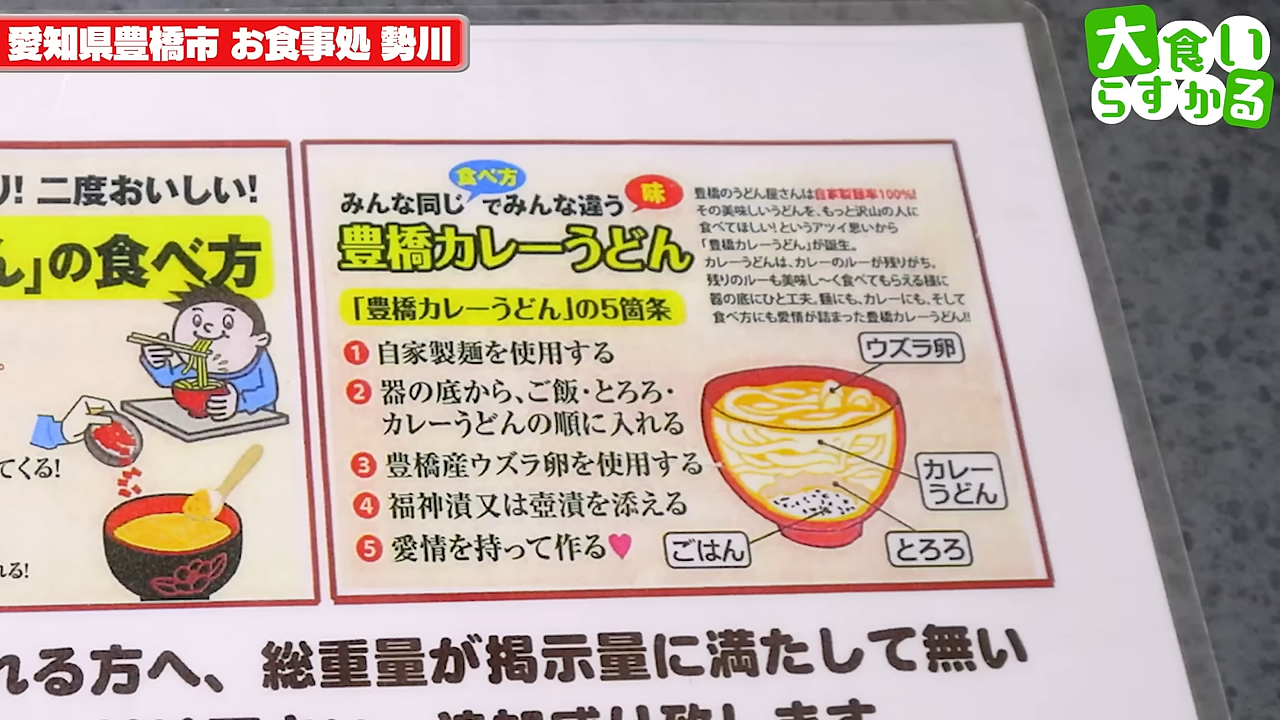 愛知県豊橋市 お食事処 勢川
大食い
らすかる
り! 二度おいしい!
ん」の食べ方
てくる!
れる!
食べ方
味
みんな同じ でみんな違う
豊橋カレーうどん
「豊橋カレーうどん」の5箇条
1 自家製麺を使用する
2 器の底から、ご飯・とろろ・
カレーうどんの順に入れる
3 豊橋産ウズラ卵を使用する
4 福神漬又は壺漬を添える
5 愛情を持って作る♥
豊橋のうどん屋さんは自家製麺率100%!
その美味しいうどんを、もっと沢山の人に
食べてほしい!というアツイ思いから
「豊橋カレーうどん」が誕生。
カレーうどんは、カレーのルーが残りがち。
残りのルーも美味し〜く食べてもらえる様に
器の底にひと工夫。麺にも、カレーにも、そして
食べ方にも愛情が詰まった豊橋カレーうどん!!
ウズラ卵
カレー
うどん
ごはん
とろろ
れる方へ、総重量が掲示量に満たして無い
追加盛り致します